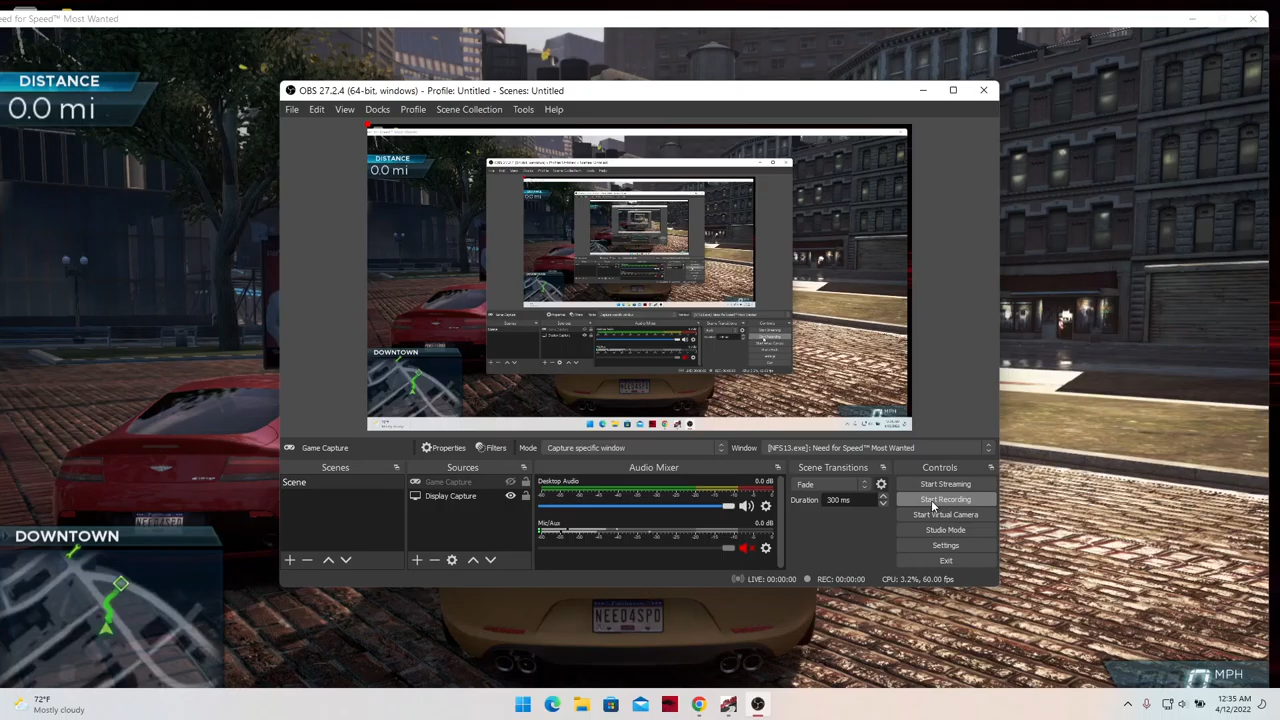 eed for Speed™ Most Wanted
DISTANCE
0.0 mi
OBS 27.2.4 (64-bit, windows) - Profile: Untitled - Scenes: Untitled
File Edit View Docks Profile Scene Collection Tools Help
DISTANCE
0.0 mi
DOWNTOWN
MPH
Game Capture Properties Filters Mode Capture specific window Window [NFS13.exe]: Need for Speed™ Most Wanted
Scenes Sources Audio Mixer Scene Transitions Controls
Scene
Game Capture
Display Capture
Desktop Audio 0.0 dB
Mic/Aux 0.0 dB
Fade
Duration 300 ms
Start Streaming
Start Recording
Start Virtual Camera
Studio Mode
Settings
Exit
LIVE: 00:00:00 REC: 00:00:00 CPU: 3.2%, 60.00 fps
DOWNTOWN
NEED4SPD
MPH
72°F
Mostly cloudy
12:35 AM
4/12/2022